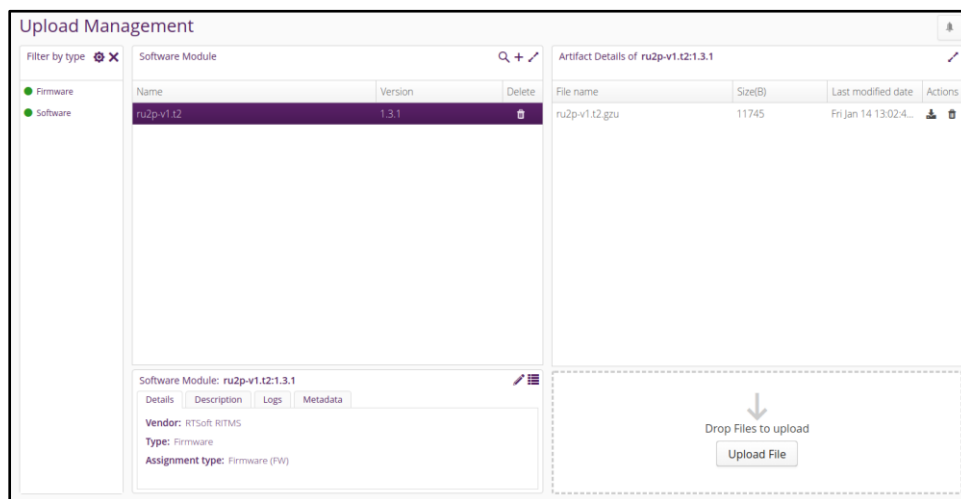 Upload Management
Filter by type
Firmware
Software
Software Module
Name Version Delete
ru2p-v1.t2 1.3.1
Artifact Details of ru2p-v1.t2:1.3.1
File name Size(B) Last modified date Actions
ru2p-v1.t2.gzu 11745 Fri Jan 14 13:02:4...
Software Module: ru2p-v1.t2:1.3.1
Details Description Logs Metadata
Vendor: RTSoft RITMS
Type: Firmware
Assignment type: Firmware (FW)
Drop Files to upload
Upload File